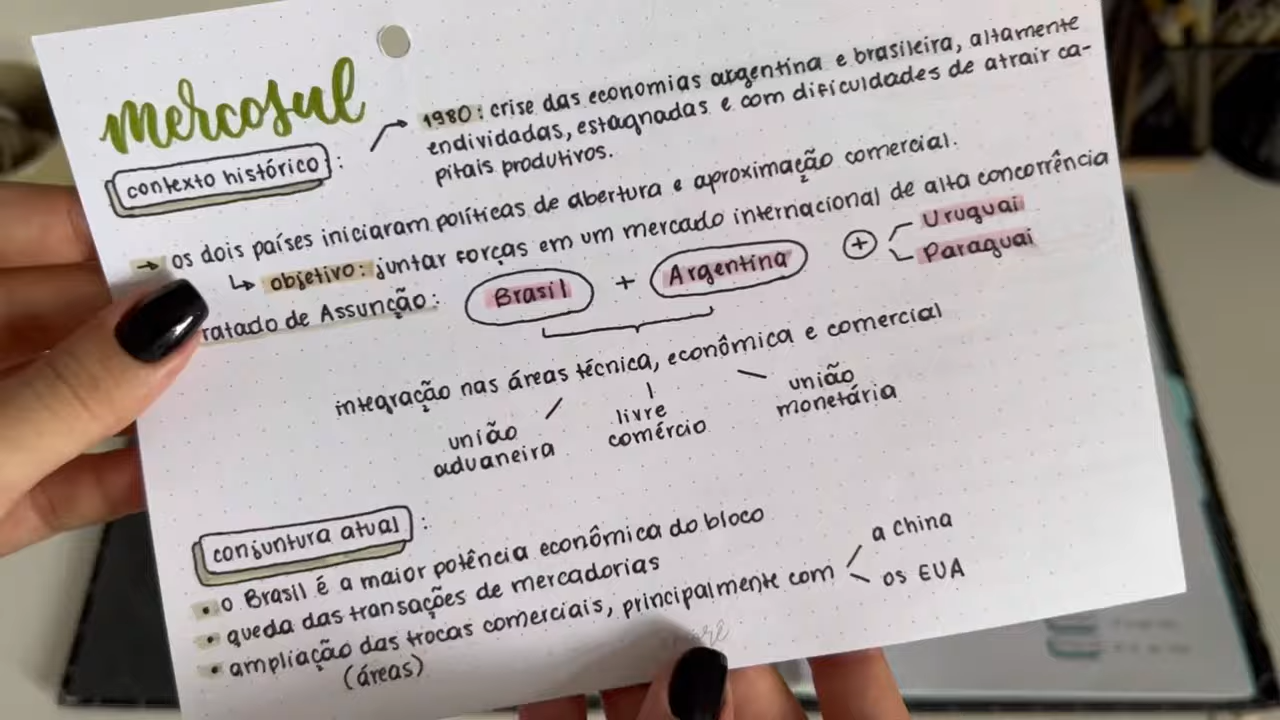 mercosul
contexto histórico :
→ 1980: crise das economias argentina e brasileira, altamente
endividadas, estagnadas e com dificuldades de atrair ca-
pitais produtivos.
→ os dois países iniciaram políticas de abertura e aproximação comercial.
↳ objetivo: juntar forças em um mercado internacional de alta concorrência
ratado de Assunção: Brasil + Argentina + Uruguai
Paraguai
integração nas áreas técnica, econômica e comercial
união
aduaneira
livre
comércio
união
monetária
conjuntura atual :
• o Brasil é a maior potência econômica do bloco
• queda das transações de mercadorias
• ampliação das trocas comerciais, principalmente com
(áreas)
a China
os EUA